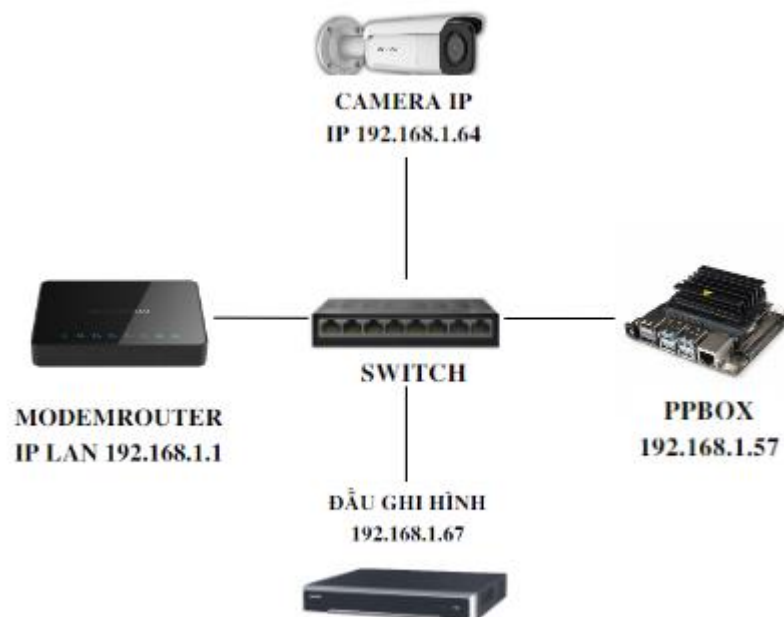 CAMERA IP
IP 192.168.1.64
SWITCH
MODEMROUTER
IP LAN 192.168.1.1
PPBOX
192.168.1.57
ĐẦU GHI HÌNH
192.168.1.67